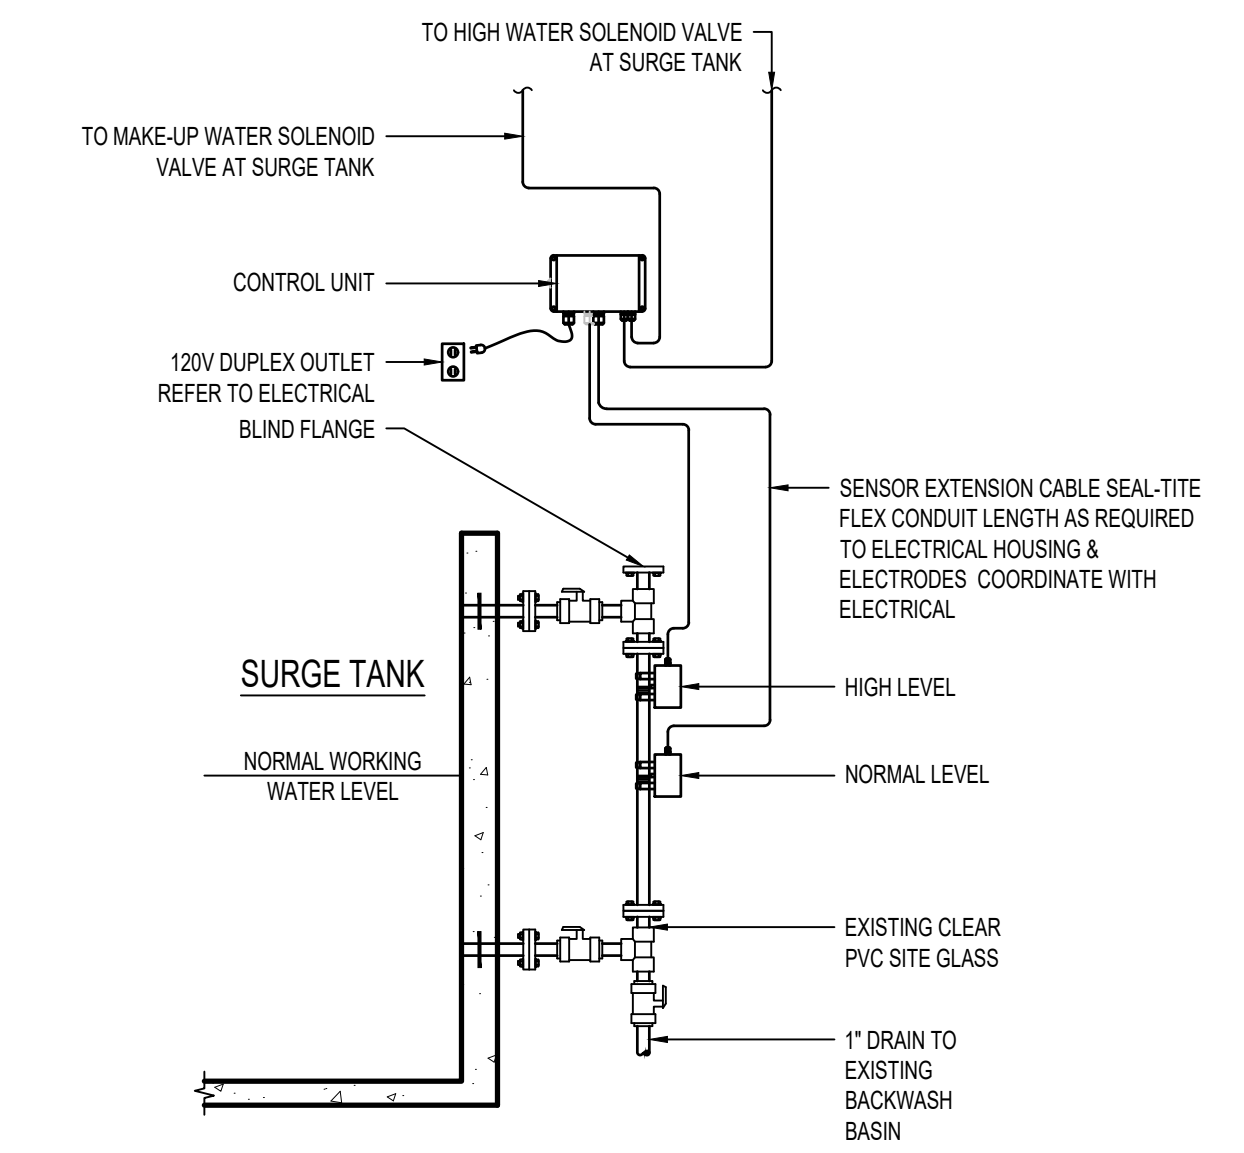 TO HIGH WATER SOLENOID VALVE
AT SURGE TANK
TO MAKE-UP WATER SOLENOID
VALVE AT SURGE TANK
CONTROL UNIT
120V DUPLEX OUTLET
REFER TO ELECTRICAL
BLIND FLANGE
SENSOR EXTENSION CABLE SEAL-TITE
FLEX CONDUIT LENGTH AS REQUIRED
TO ELECTRICAL HOUSING &
ELECTRODES COORDINATE WITH
ELECTRICAL
SURGE TANK
HIGH LEVEL
NORMAL WORKING
WATER LEVEL
NORMAL LEVEL
EXISTING CLEAR
PVC SITE GLASS
1" DRAIN TO
EXISTING
BACKWASH
BASIN